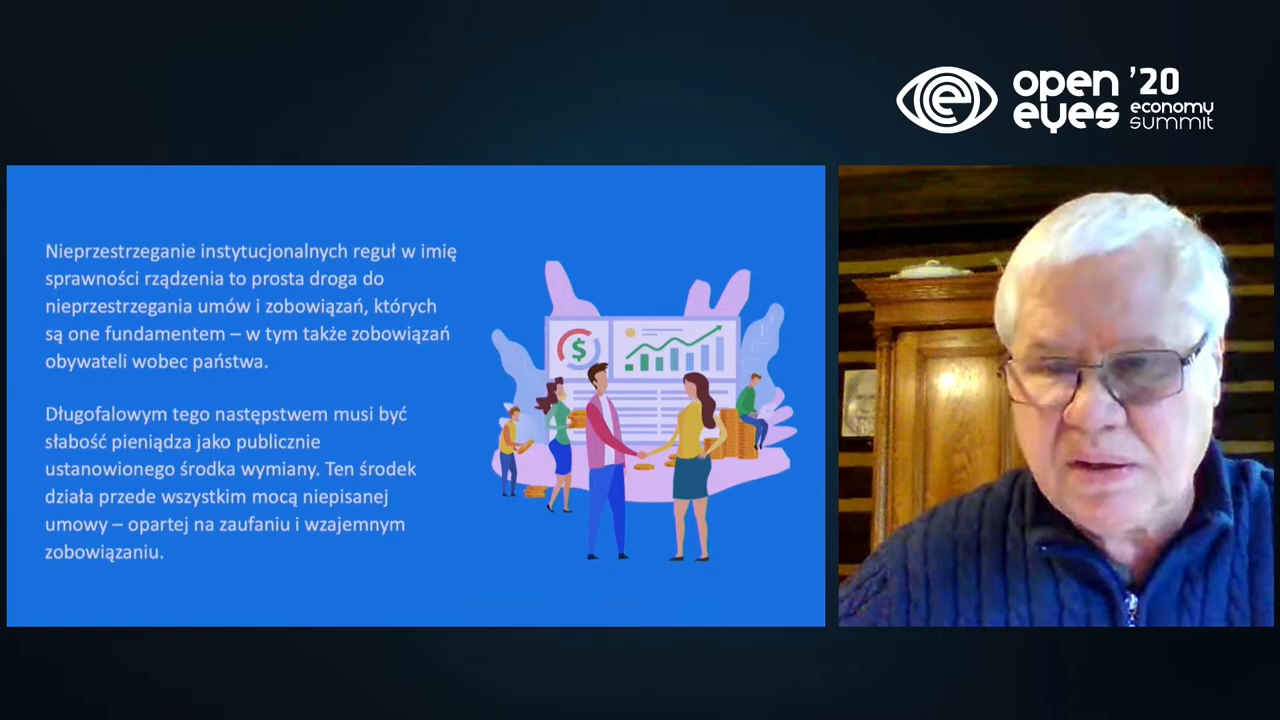 open '20
eyes economy
summit
Nieprzestrzeganie instytucjonalnych reguł w imię
sprawności rządzenia to prosta droga do
nieprzestrzegania umów i zobowiązań, których
są one fundamentem – w tym także zobowiązań
obywateli wobec państwa.
Długofalowym tego następstwem musi być
słabość pieniądza jako publicznie
ustanowionego środka wymiany. Ten środek
działa przede wszystkim mocą niepisanej
umowy – opartej na zaufaniu i wzajemnym
zobowiązaniu.
$